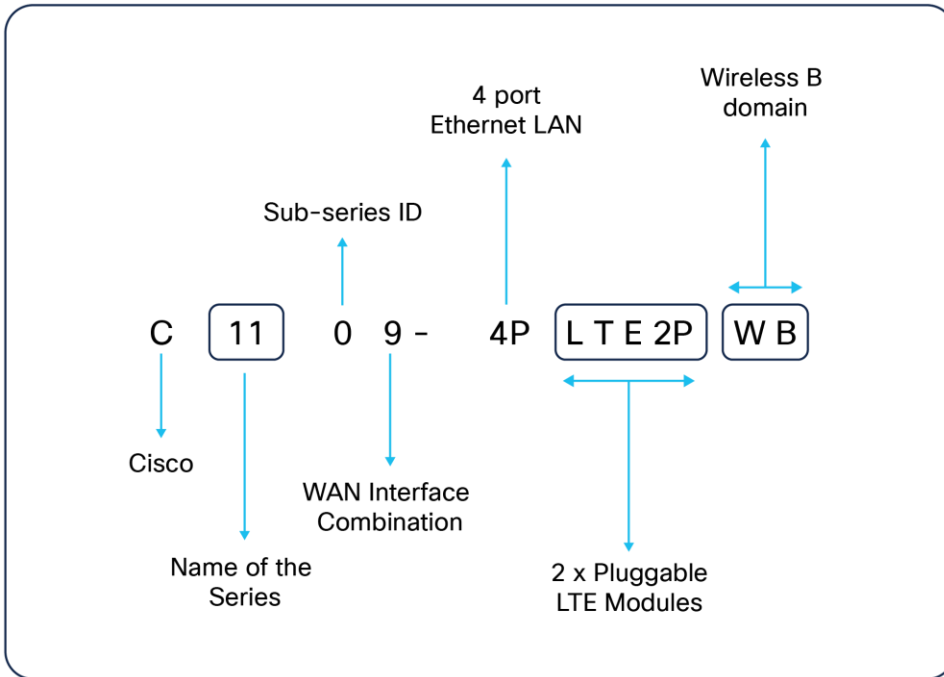 Wireless B
domain
4 port
Ethernet LAN
Sub-series ID
C 11 0 9 - 4P L T E 2P W B
Cisco
WAN Interface
Combination
Name of the
Series
2 x Pluggable
LTE Modules